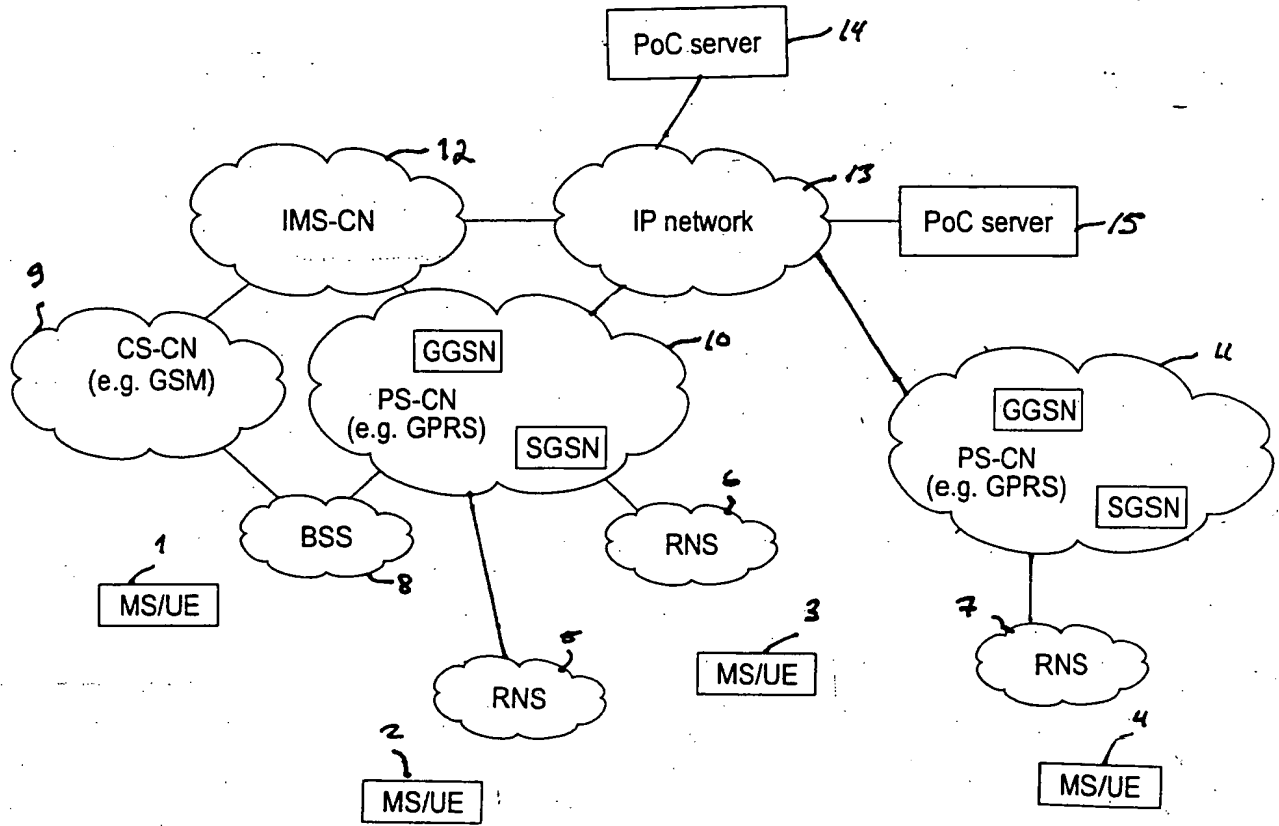 PoC server
14
12
13
IMS-CN
IP network
PoC server
15
9
CS-CN
(e.g. GSM)
GGSN
10
PS-CN
(e.g. GPRS)
SGSN
11
GGSN
PS-CN
(e.g. GPRS)
SGSN
BSS
8
6
RNS
1
MS/UE
5
RNS
3
MS/UE
7
RNS
2
MS/UE
4
MS/UE